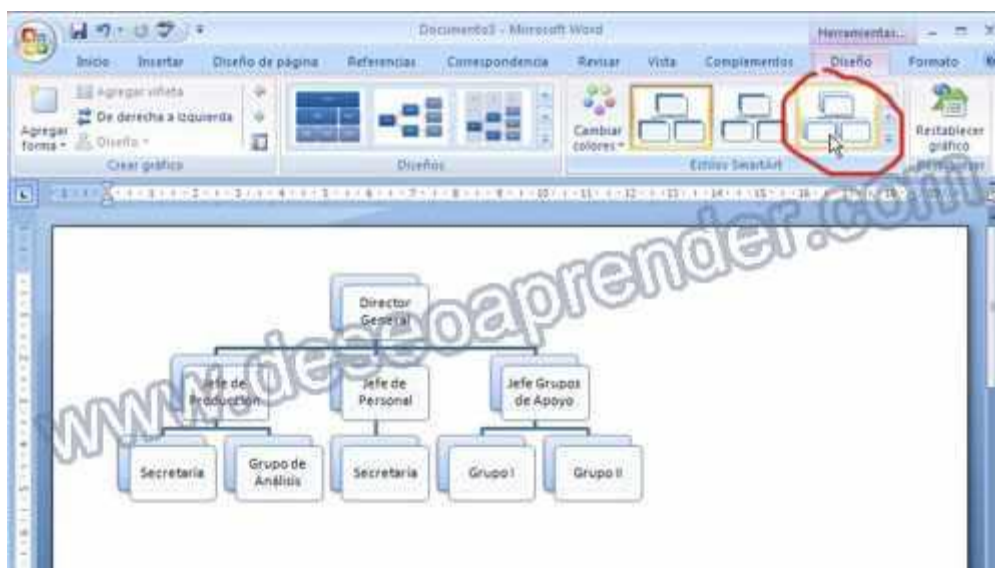 Documento3 - Microsoft Word
Herramientas...
Inicio Insertar Diseño de página Referencias Correspondencia Revisar Vista Complementos Diseño Formato
Agregar forma
Agregar viñeta
De derecha a izquierda
Diseño
Cambiar colores
Restablecer gráfico
Crear gráfico
Diseños
Estilos SmartArt
www.deseoaprender.com
Director
General
Jefe de
Producción
Jefe de
Personal
Jefe Grupos
de Apoyo
Secretaria
Grupo de
Análisis
Secretaria
Grupo I
Grupo II